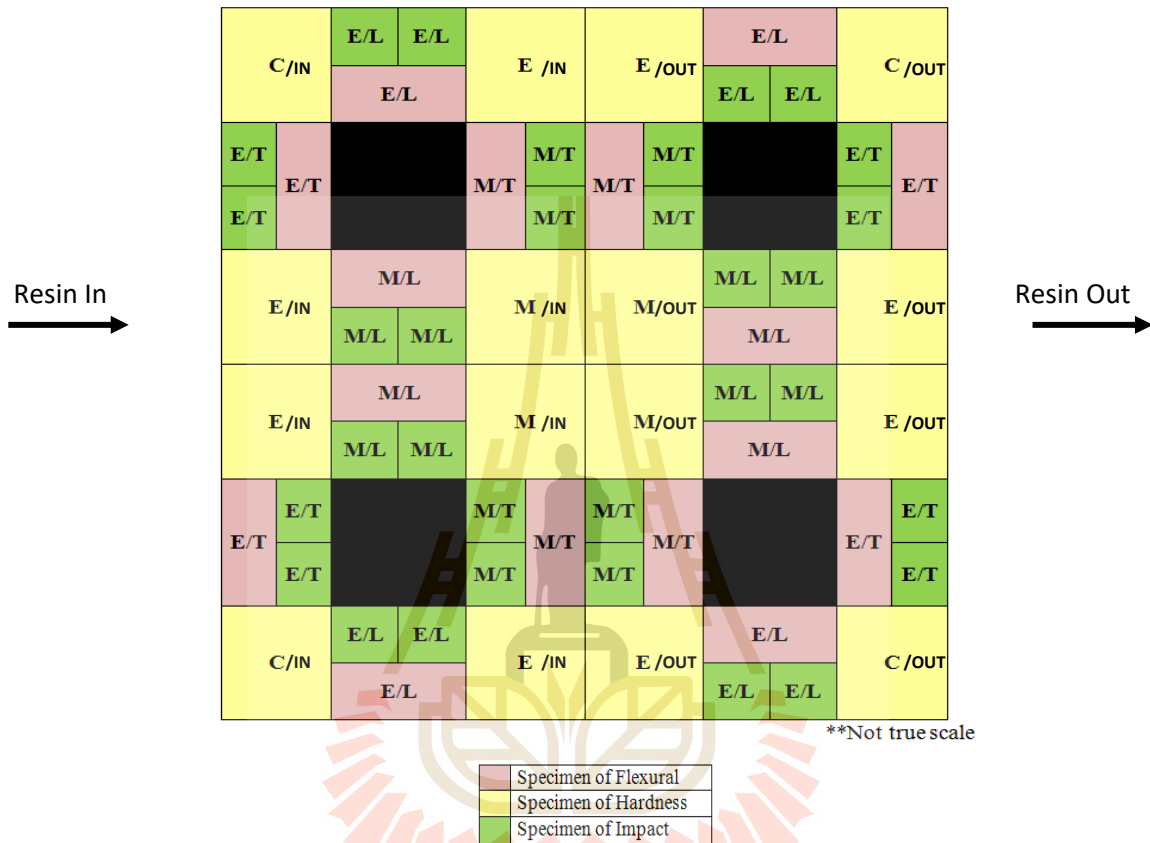 E/L E/L E/L
C/IN E /IN E /OUT C/OUT
E/L E/L E/L
E/T M/T M/T E/T
E/T M/T M/T E/T
E/T M/T M/T E/T
M/L M/L M/L
Resin In E/IN M /IN M/OUT E /OUT Resin Out
M/L M/L M/L
M/L M/L M/L
E/IN M /IN M/OUT E /OUT
M/L M/L M/L
E/T M/T M/T E/T
E/T M/T M/T E/T
E/T M/T M/T E/T
E/L E/L E/L
C/IN E /IN E /OUT C/OUT
E/L E/L E/L
**Not true scale
Specimen of Flexural
Specimen of Hardness
Specimen of Impact